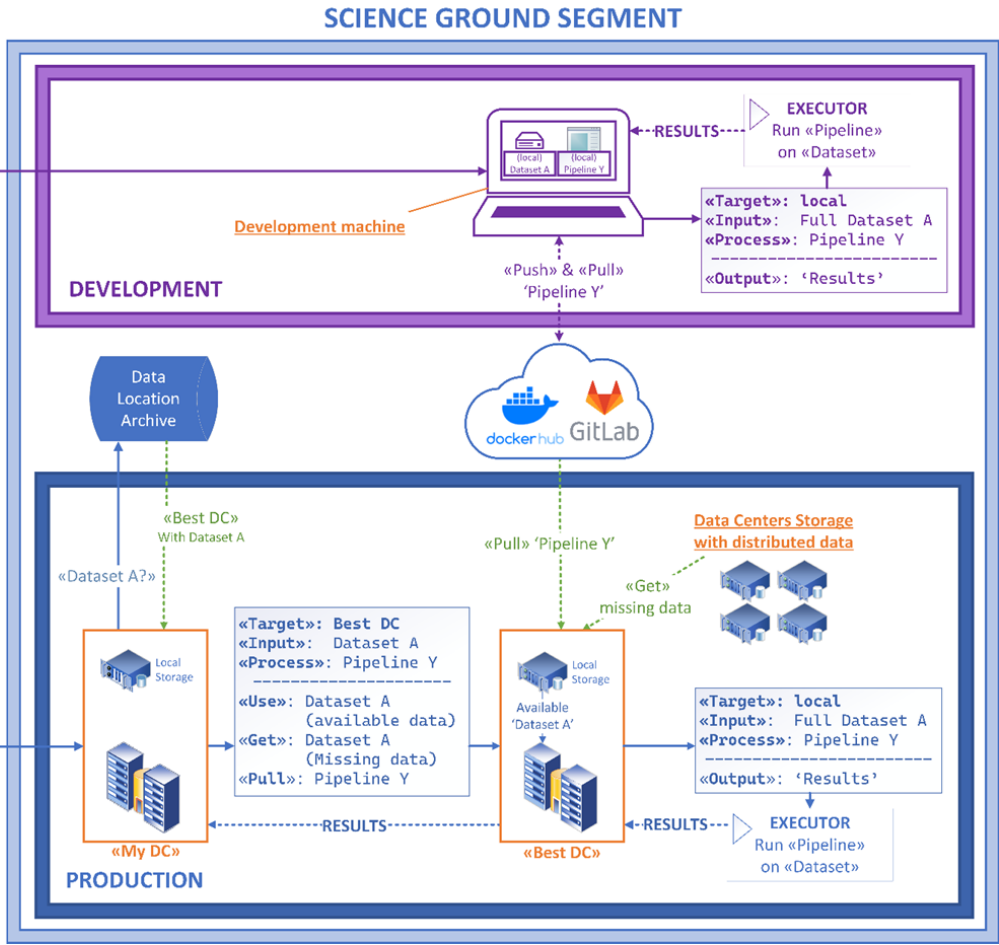 SCIENCE GROUND SEGMENT
EXECUTOR
Run «Pipeline»
on «Dataset»
RESULTS
(local)
Dataset A
(local)
Pipeline Y
Development machine
«Target»: local
«Input»: Full Dataset A
«Process»: Pipeline Y
------------------------
«Output»: ‘Results’
«Push» & «Pull»
‘Pipeline Y’
DEVELOPMENT
Data
Location
Archive
docker hub
GitLab
«Best DC»
With Dataset A
«Dataset A?»
«Pull» ‘Pipeline Y’
Data Centers Storage
with distributed data
«Get»
missing data
Local
Storage
«Target»: Best DC
«Input»: Dataset A
«Process»: Pipeline Y
---------------------
«Use»: Dataset A
(available data)
«Get»: Dataset A
(Missing data)
«Pull»: Pipeline Y
Local
Storage
Available
‘Dataset A’
«Target»: local
«Input»: Full Dataset A
«Process»: Pipeline Y
------------------------
«Output»: ‘Results’
RESULTS
RESULTS
EXECUTOR
Run «Pipeline»
on «Dataset»
«My DC»
«Best DC»
PRODUCTION